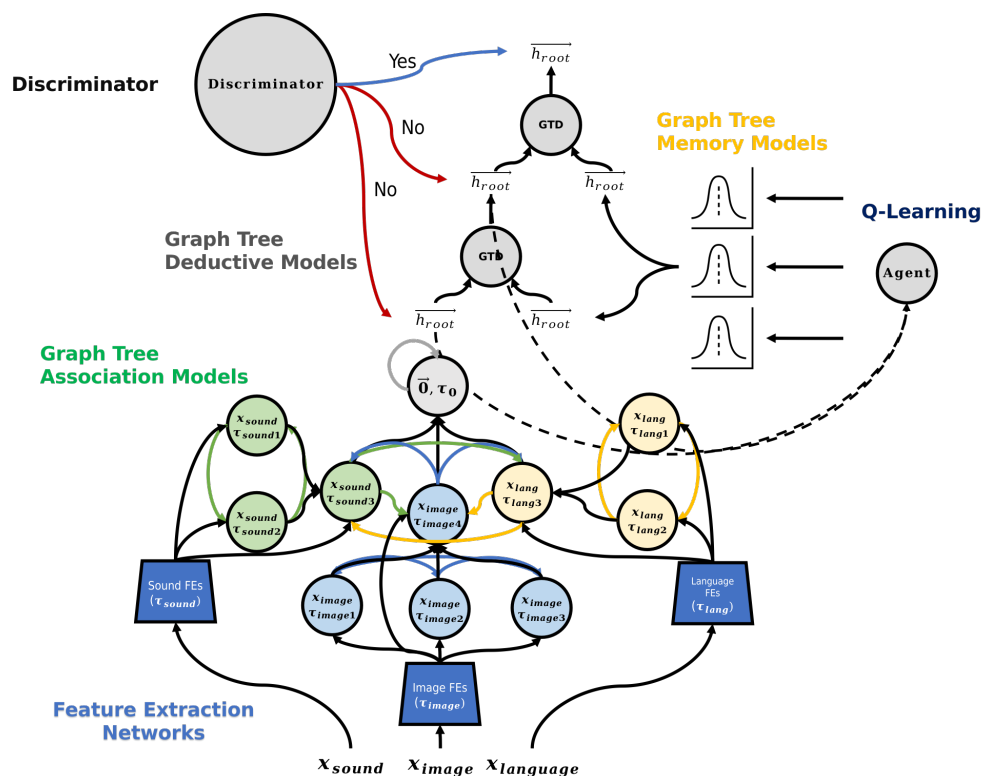 Discriminator
Discriminator
Yes
No
No
h_root
GTD
h_root
h_root
Graph Tree
Memory Models
Q-Learning
Agent
Graph Tree
Deductive Models
GTD
h_root
h_root
Graph Tree
Association Models
0, τ0
x_sound
τ_sound1
x_sound
τ_sound2
x_sound
τ_sound3
x_image
τ_image4
x_lang
τ_lang3
x_lang
τ_lang1
x_lang
τ_lang2
Sound FEs
(τ_sound)
x_image
τ_image1
x_image
τ_image2
x_image
τ_image3
Language
FEs
(τ_lang)
Image FEs
(τ_image)
Feature Extraction
Networks
x_sound x_image x_language